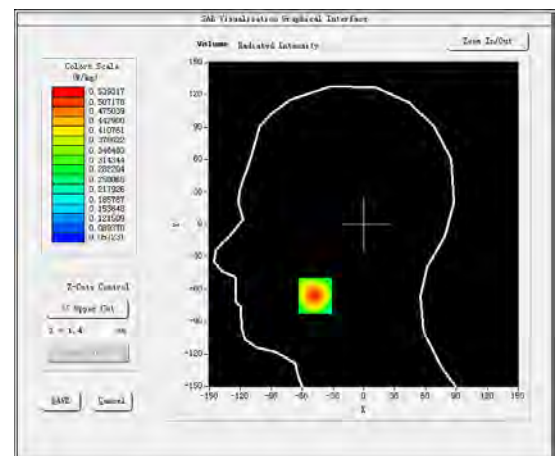 SAR Visualisation Graphical Interface
Volume Radiated Intensity
Zoom In/Out
Colors Scale
(W/kg)
0.539317
0.507178
0.475039
0.442900
0.410761
0.378622
0.346483
0.314344
0.282204
0.250065
0.217926
0.185787
0.153648
0.121509
0.089370
0.057231
150
120
90
60
30
0
-30
-60
-90
-120
-150
Y
-150 -120 -90 -60 -30 0 30 60 90 120 150
X
Z-Cuts Control
Upper Cut
mm
SAVE
Cancel